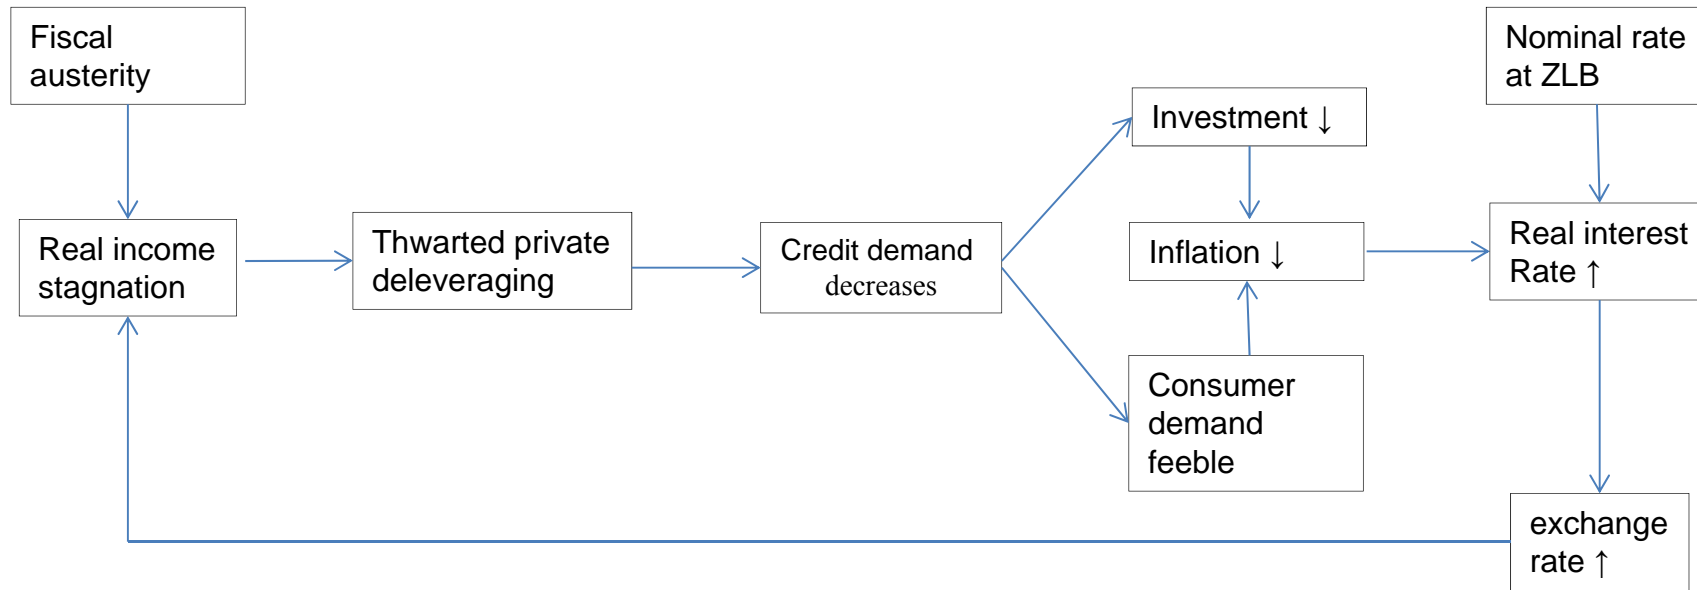 Fiscal
austerity
Nominal rate
at ZLB
Investment ↓
Real income
stagnation
Thwarted private
deleveraging
Credit demand
decreases
Inflation ↓
Real interest
Rate ↑
Consumer
demand
feeble
exchange
rate ↑